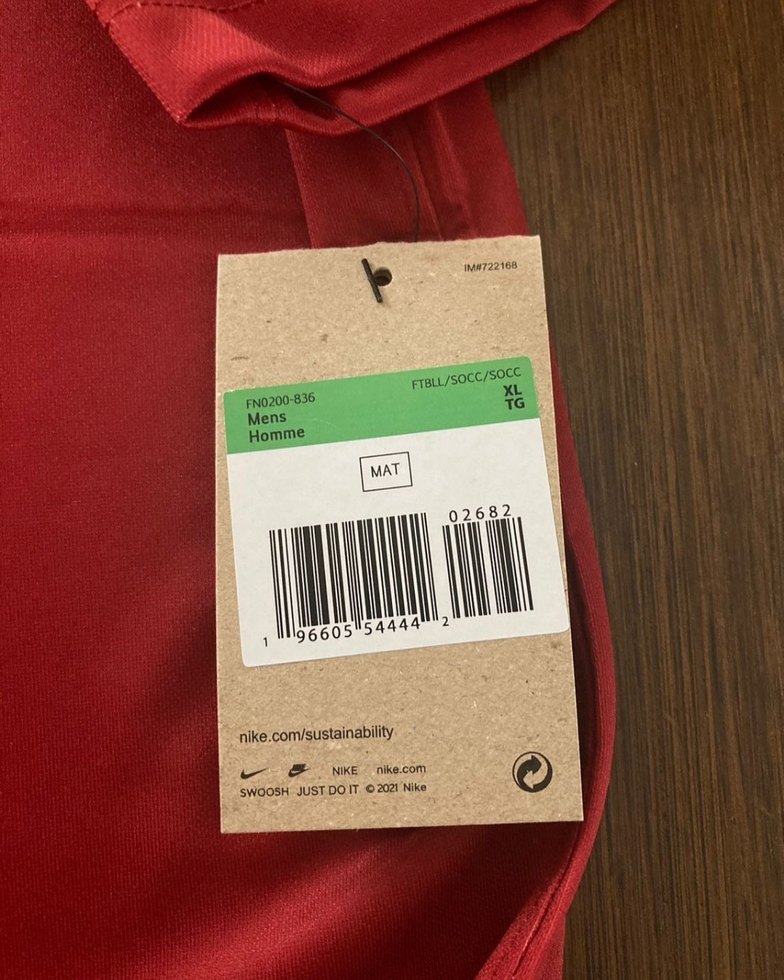 IM#722168
FN0200-836 FTBLL/SOCC/SOCC
Mens XL
Homme TG
MAT
02682
1 96605 54444 2
nike.com/sustainability
NIKE nike.com
SWOOSH JUST DO IT © 2021 Nike